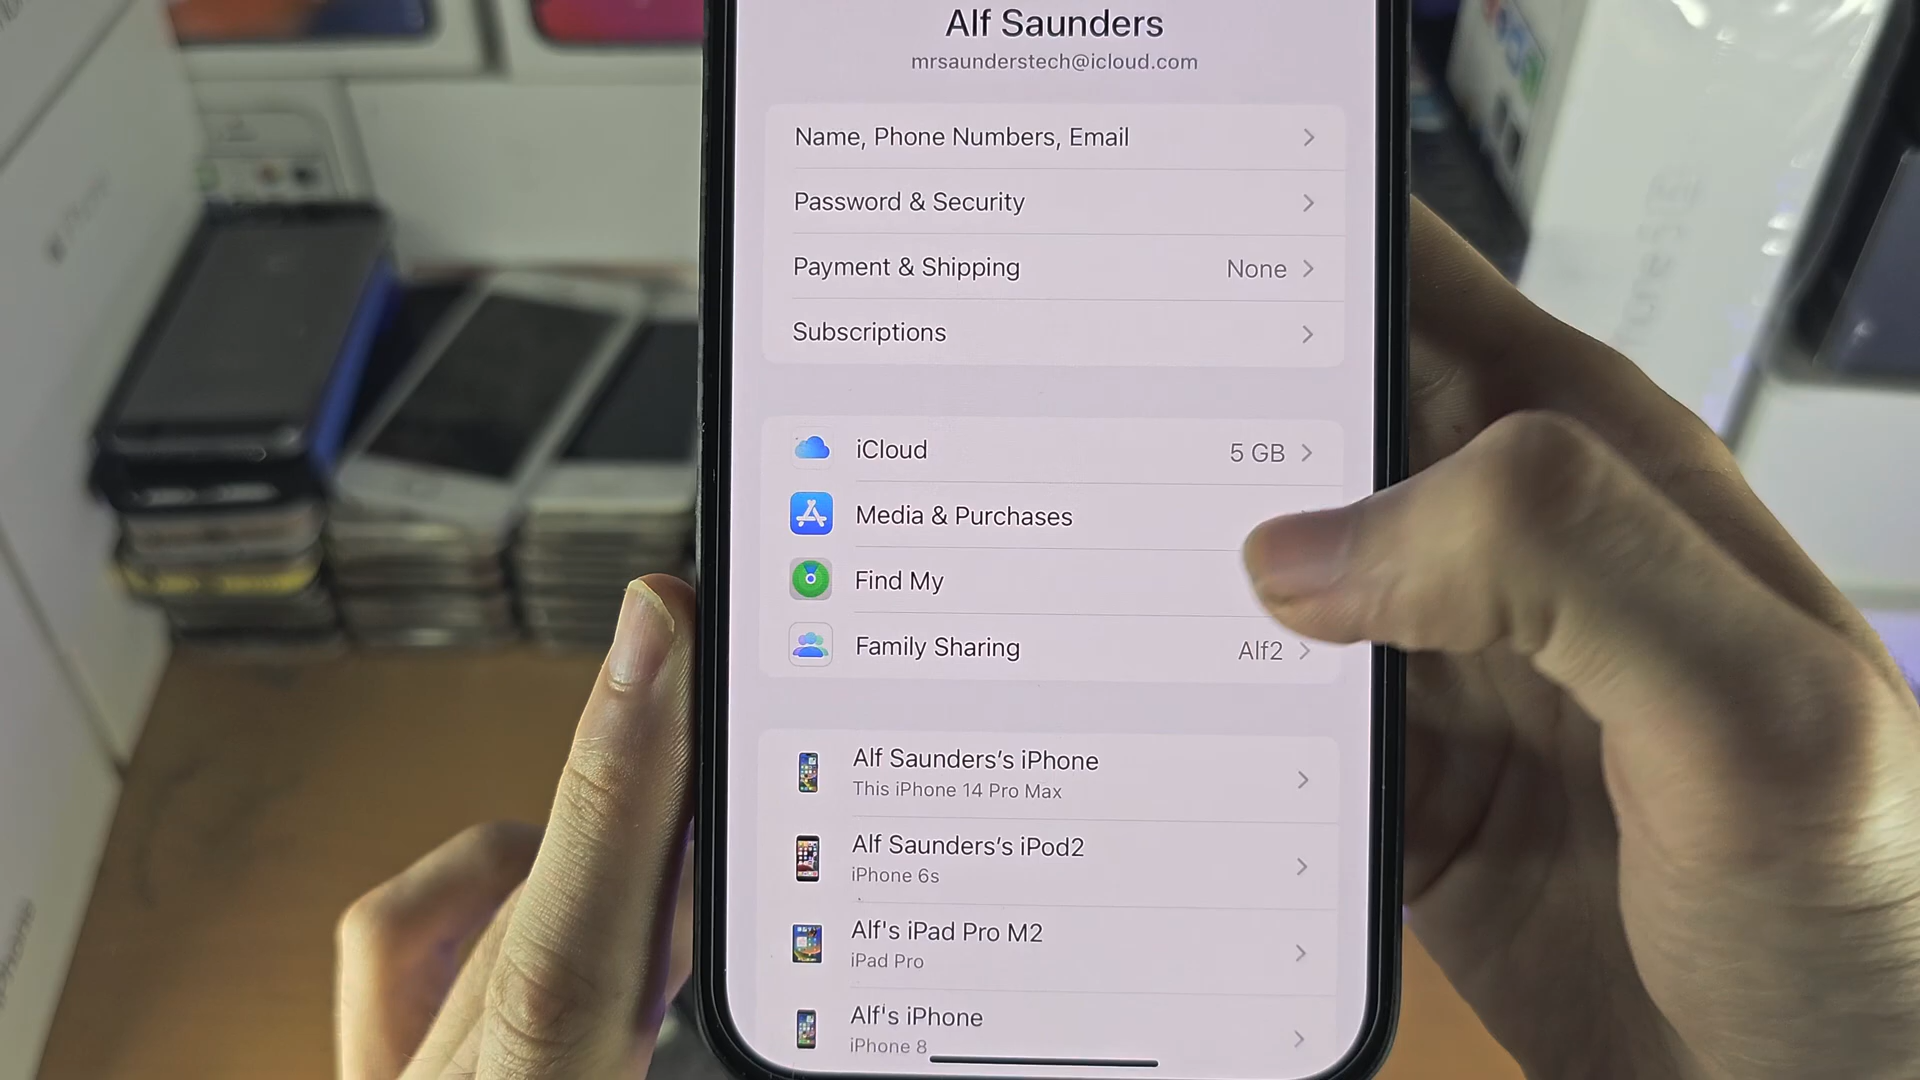 Alf Saunders
mrsaunderstech@icloud.com
Name, Phone Numbers, Email
Password & Security
Payment & Shipping None
Subscriptions
iCloud 5 GB
Media & Purchases
Find My
Family Sharing Alf2
Alf Saunders’s iPhone
This iPhone 14 Pro Max
Alf Saunders’s iPod2
iPhone 6s
Alf's iPad Pro M2
iPad Pro
Alf's iPhone
iPhone 8